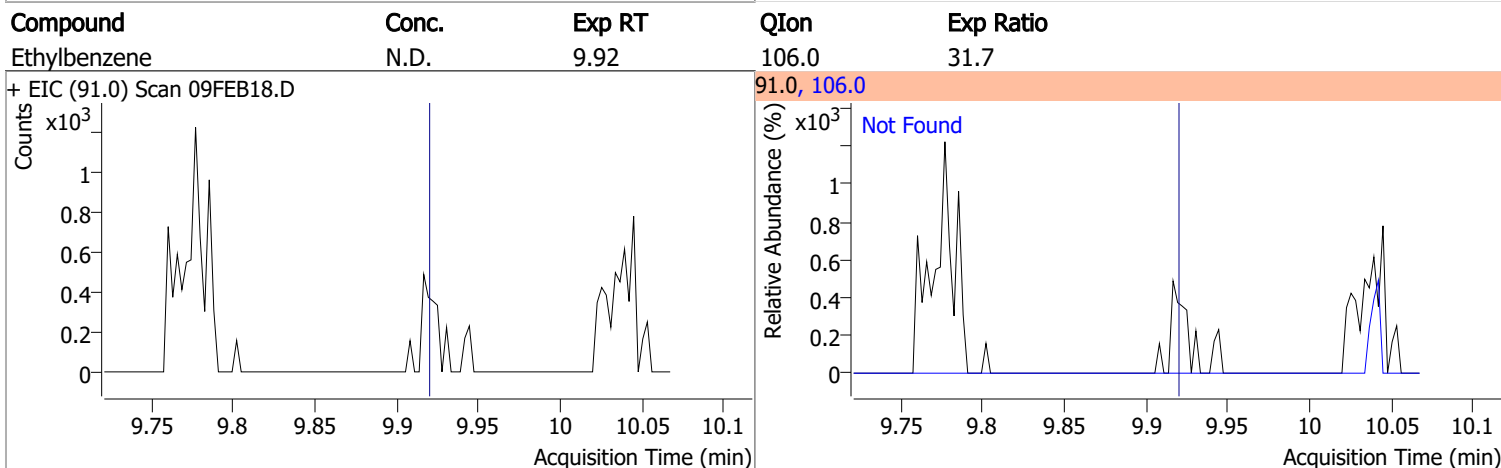 Compound Conc. Exp RT QIon Exp Ratio
Ethylbenzene N.D. 9.92 106.0 31.7
+ EIC (91.0) Scan 09FEB18.D
Counts
x10³
1
0.8
0.6
0.4
0.2
0
9.75 9.8 9.85 9.9 9.95 10 10.05 10.1
Acquisition Time (min)
91.0, 106.0
Relative Abundance (%)
x10³
Not Found
1
0.8
0.6
0.4
0.2
0
9.75 9.8 9.85 9.9 9.95 10 10.05 10.1
Acquisition Time (min)